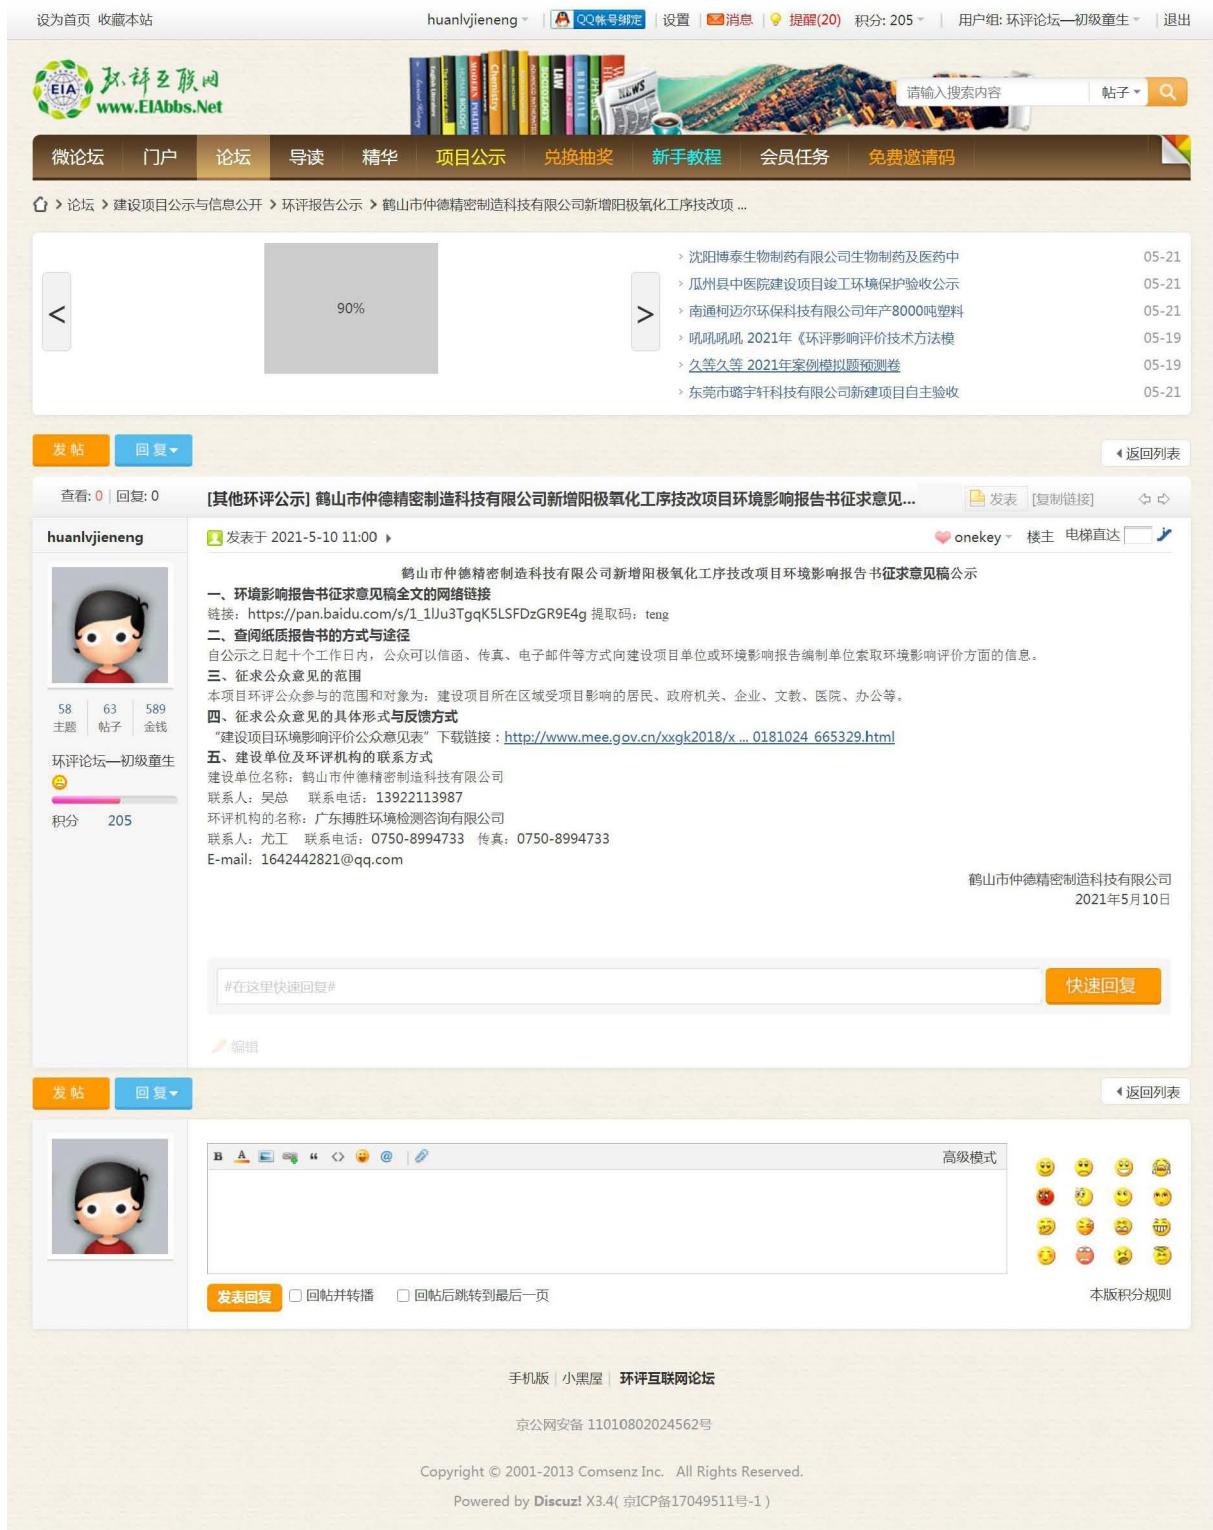 设为首页 收藏本站
huanlvjieneng QQ帐号绑定 设置 消息 提醒(20) 积分: 205 用户组: 环评论坛—初级童生 退出
EIA 环评互联网
www.EIAbbs.Net
NEWS
请输入搜索内容 帖子
微论坛 门户 论坛 导读 精华 项目公示 兑换抽奖 新手教程 会员任务 免费邀请码
论坛 › 建设项目公示与信息公开 › 环评报告公示 › 鹤山市仲德精密制造科技有限公司新增阳极氧化工序技改项 ...
90%
沈阳博泰生物制药有限公司生物制药及医药中 05-21
瓜州县中医院建设项目竣工环境保护验收公示 05-21
南通柯迈尔环保科技有限公司年产8000吨塑料 05-21
吼吼吼吼 2021年《环评影响评价技术方法模 05-19
久等久等 2021年案例模拟题预测卷 05-19
东莞市璐宇轩科技有限公司新建项目自主验收 05-21
发帖 回复 返回列表
查看: 0 | 回复: 0 [其他环评公示] 鹤山市仲德精密制造科技有限公司新增阳极氧化工序技改项目环境影响报告书征求意见... 发表 [复制链接]
huanlvjieneng 发表于 2021-5-10 11:00 onekey 楼主 电梯直达
鹤山市仲德精密制造科技有限公司新增阳极氧化工序技改项目环境影响报告书征求意见稿公示
一、环境影响报告书征求意见稿全文的网络链接
链接：https://pan.baidu.com/s/1_1lJu3TgqK5LSFDzGR9E4g 提取码：teng
二、查阅纸质报告书的方式与途径
自公示之日起十个工作日内，公众可以信函、传真、电子邮件等方式向建设项目单位或环境影响报告编制单位索取环境影响评价方面的信息。
三、征求公众意见的范围
本项目环评公众参与的范围和对象为：建设项目所在区域受项目影响的居民、政府机关、企业、文教、医院、办公等。
四、征求公众意见的具体形式与反馈方式
“建设项目环境影响评价公众意见表”下载链接：http://www.mee.gov.cn/xxgk2018/x ... 0181024_665329.html
五、建设单位及环评机构的联系方式
建设单位名称：鹤山市仲德精密制造科技有限公司
联系人：吴总 联系电话：13922113987
环评机构的名称：广东搏胜环境检测咨询有限公司
联系人：尤工 联系电话：0750-8994733 传真：0750-8994733
E-mail：1642442821@qq.com
鹤山市仲德精密制造科技有限公司
2021年5月10日
58 63 589
主题 帖子 金钱
环评论坛—初级童生
积分 205
#在这里快速回复# 快速回复
编辑
发帖 回复 返回列表
B A “ <> @ 高级模式
发表回复 回帖并转播 回帖后跳转到最后一页 本版积分规则
手机版 | 小黑屋 | 环评互联网论坛
京公网安备 11010802024562号
Copyright © 2001-2013 Comsenz Inc. All Rights Reserved.
Powered by Discuz! X3.4( 京ICP备17049511号-1 )